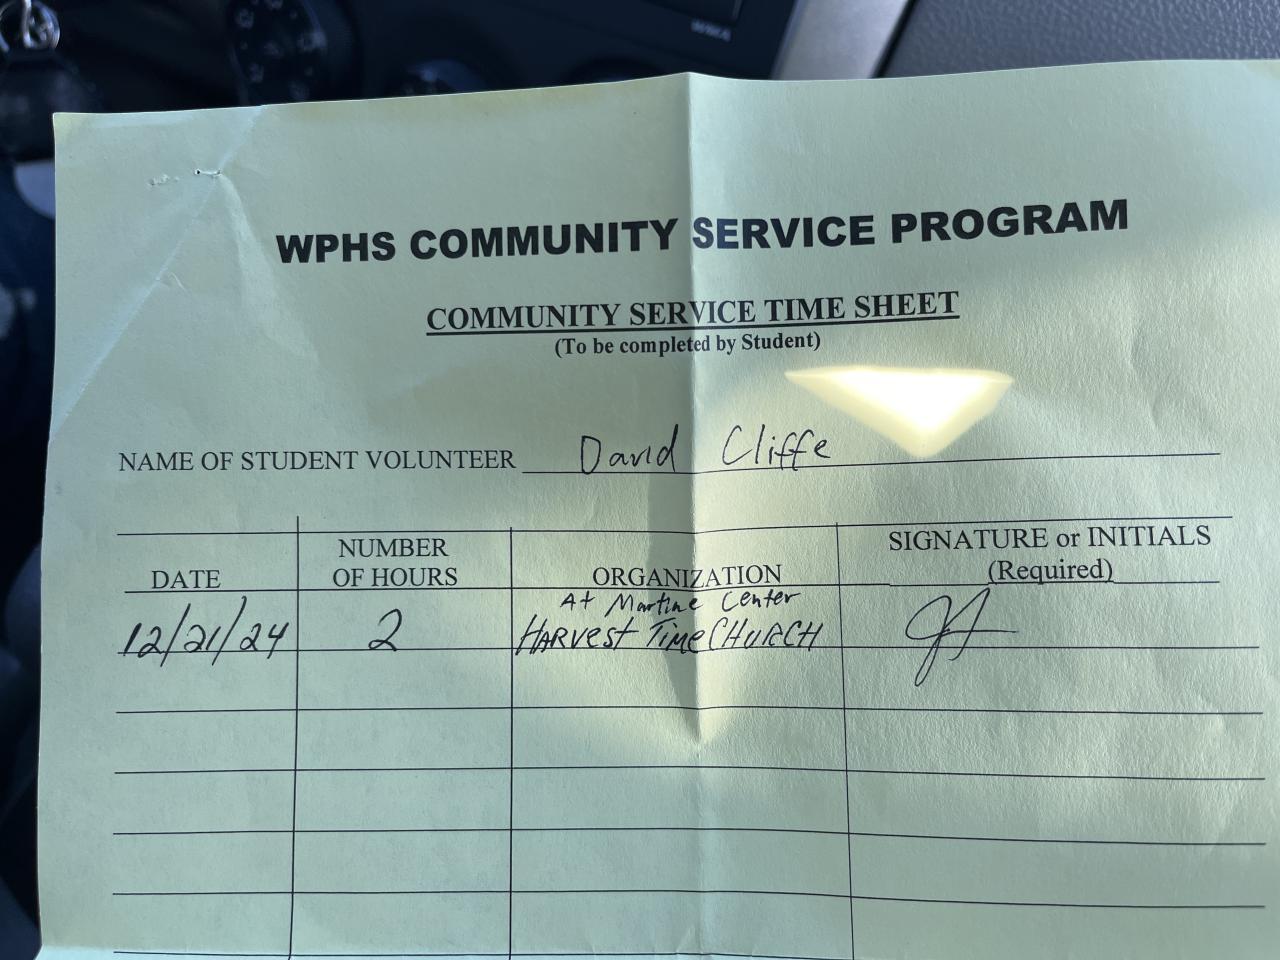 WPHS COMMUNITY SERVICE PROGRAM
COMMUNITY SERVICE TIME SHEET
(To be completed by Student)
NAME OF STUDENT VOLUNTEER David Cliffe
DATE NUMBER OF HOURS ORGANIZATION SIGNATURE or INITIALS (Required)
At Martine Center
12/21/24 2 HARVEST TIME CHURCH